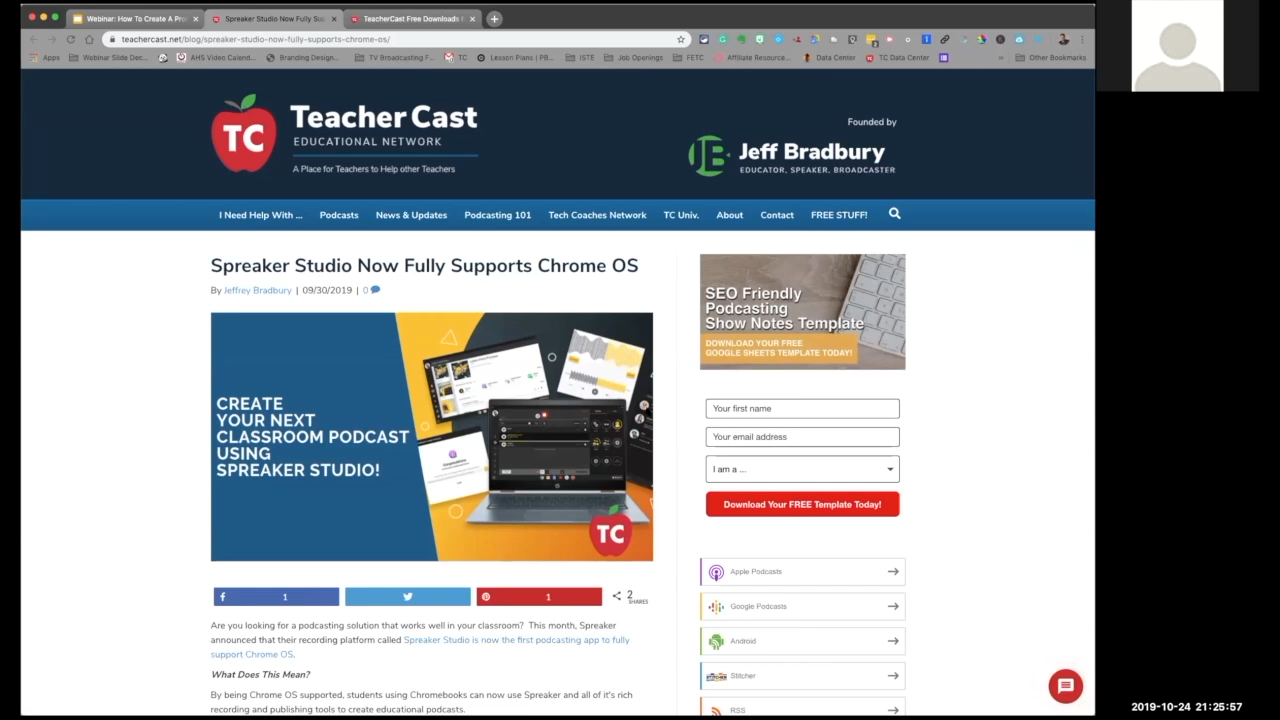 Webinar: How To Create A Pro
Spreaker Studio Now Fully Sup
TeacherCast Free Downloads
teachercast.net/blog/spreaker-studio-now-fully-supports-chrome-os/
Apps
Webinar Slide Dec...
AHS Video Calend...
Branding Design...
TV Broadcasting F...
TC
Lesson Plans | PB...
ISTE
Job Openings
FETC
Affiliate Resource...
Data Center
TC Data Center
»
Other Bookmarks
TC
TeacherCast
EDUCATIONAL NETWORK
A Place for Teachers to Help other Teachers
Founded by
JB
Jeff Bradbury
EDUCATOR, SPEAKER, BROADCASTER
I Need Help With ...
Podcasts
News & Updates
Podcasting 101
Tech Coaches Network
TC Univ.
About
Contact
FREE STUFF!
Spreaker Studio Now Fully Supports Chrome OS
By Jeffrey Bradbury | 09/30/2019 | 0
CREATE
YOUR NEXT
CLASSROOM PODCAST
USING
SPREAKER STUDIO!
TC
1
1
2
SHARES
Are you looking for a podcasting solution that works well in your classroom? This month, Spreaker
announced that their recording platform called Spreaker Studio is now the first podcasting app to fully
support Chrome OS.
What Does This Mean?
By being Chrome OS supported, students using Chromebooks can now use Spreaker and all of it's rich
recording and publishing tools to create educational podcasts.
SEO Friendly
Podcasting
Show Notes Template
DOWNLOAD YOUR FREE
GOOGLE SHEETS TEMPLATE TODAY!
Your first name
Your email address
I am a ...
Download Your FREE Template Today!
Apple Podcasts
Google Podcasts
Android
Stitcher
RSS
2019-10-24 21:25:57